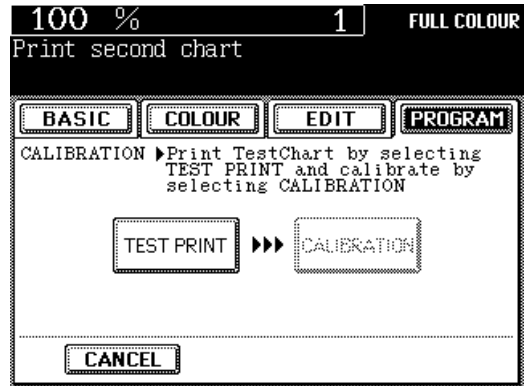 100 % 1 FULL COLOUR
Print second chart
BASIC COLOUR EDIT PROGRAM
CALIBRATION ▶Print TestChart by selecting
TEST PRINT and calibrate by
selecting CALIBRATION
TEST PRINT ▶▶▶ CALIBRATION
CANCEL